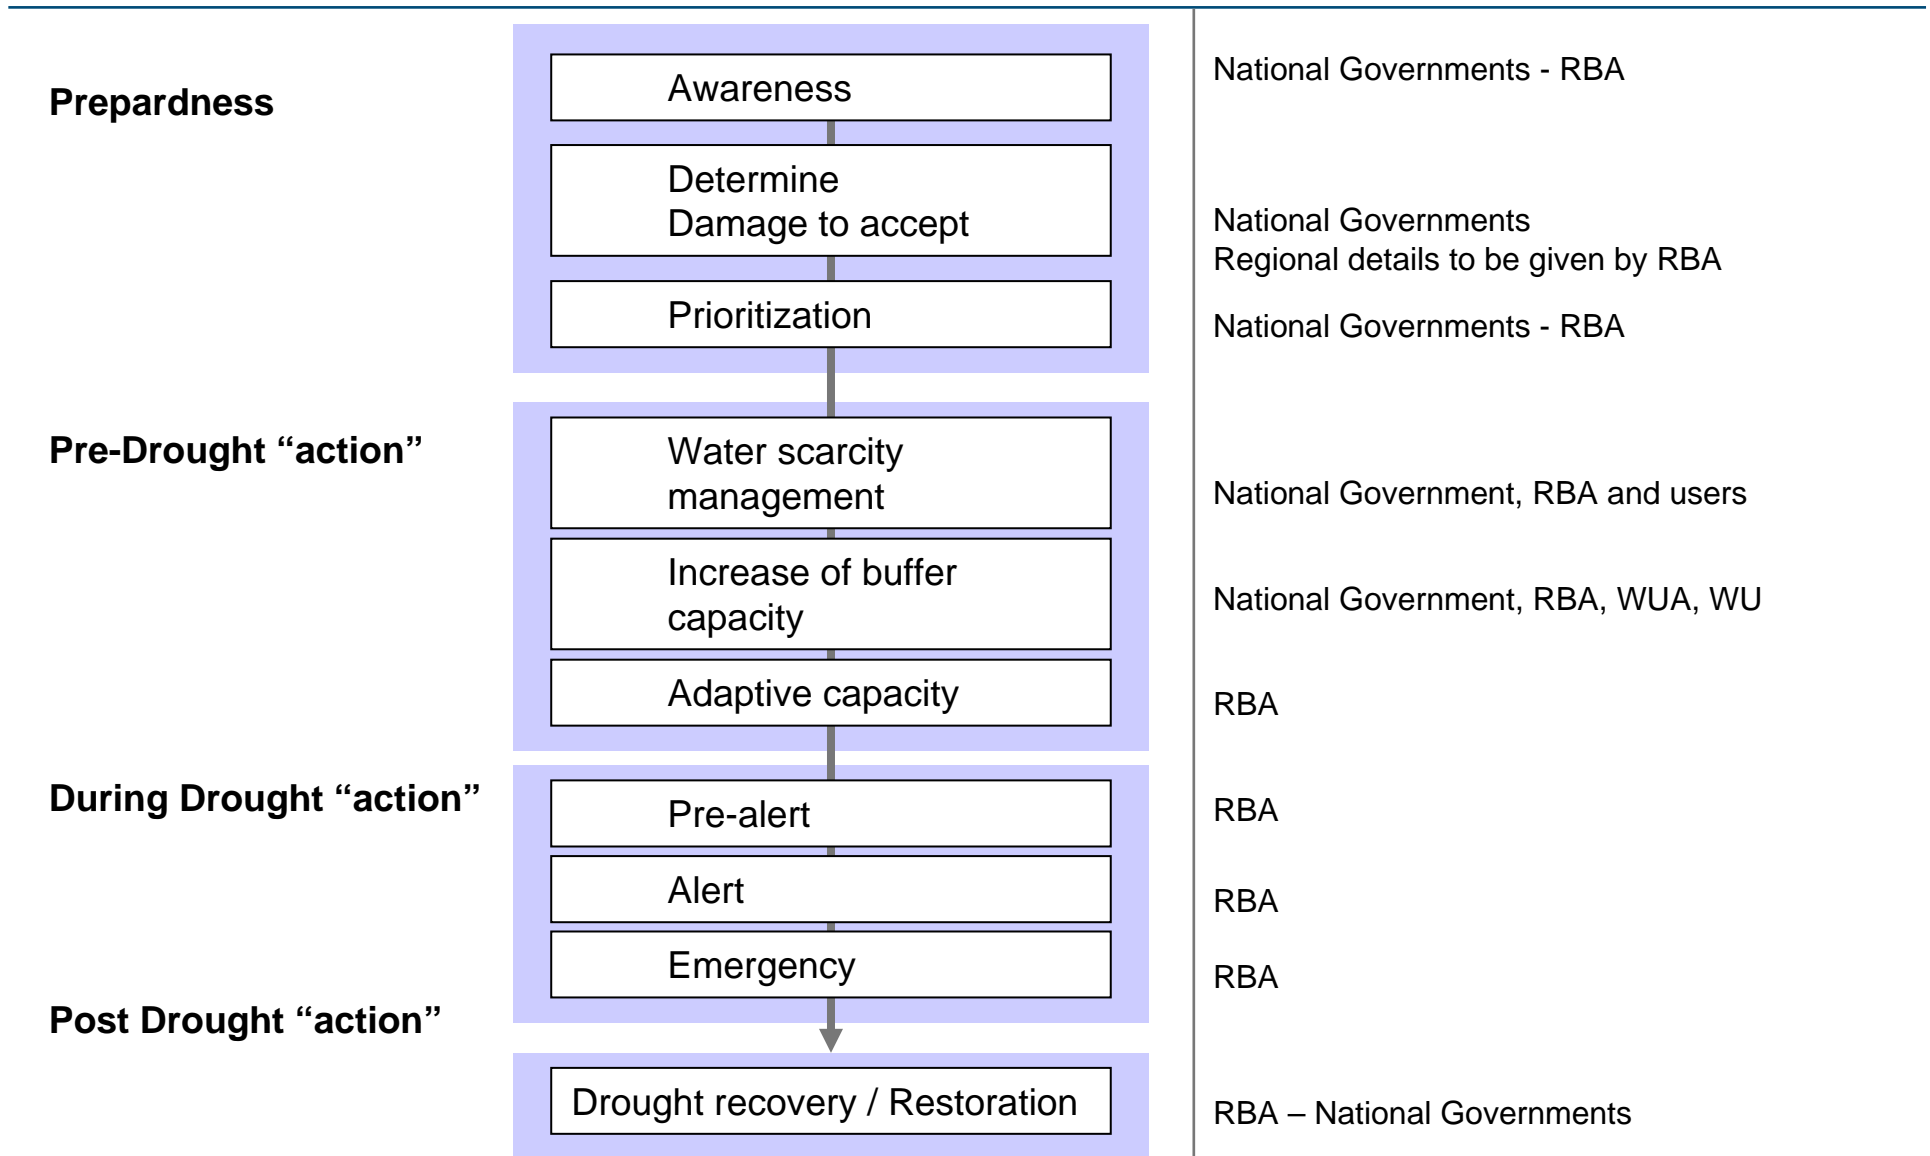 Prepardness
Awareness
National Governments - RBA
Determine
Damage to accept
National Governments
Regional details to be given by RBA
Prioritization
National Governments - RBA
Pre-Drought “action”
Water scarcity
management
National Government, RBA and users
Increase of buffer
capacity
National Government, RBA, WUA, WU
Adaptive capacity
RBA
During Drought “action”
Pre-alert
RBA
Alert
RBA
Emergency
RBA
Post Drought “action”
Drought recovery / Restoration
RBA – National Governments